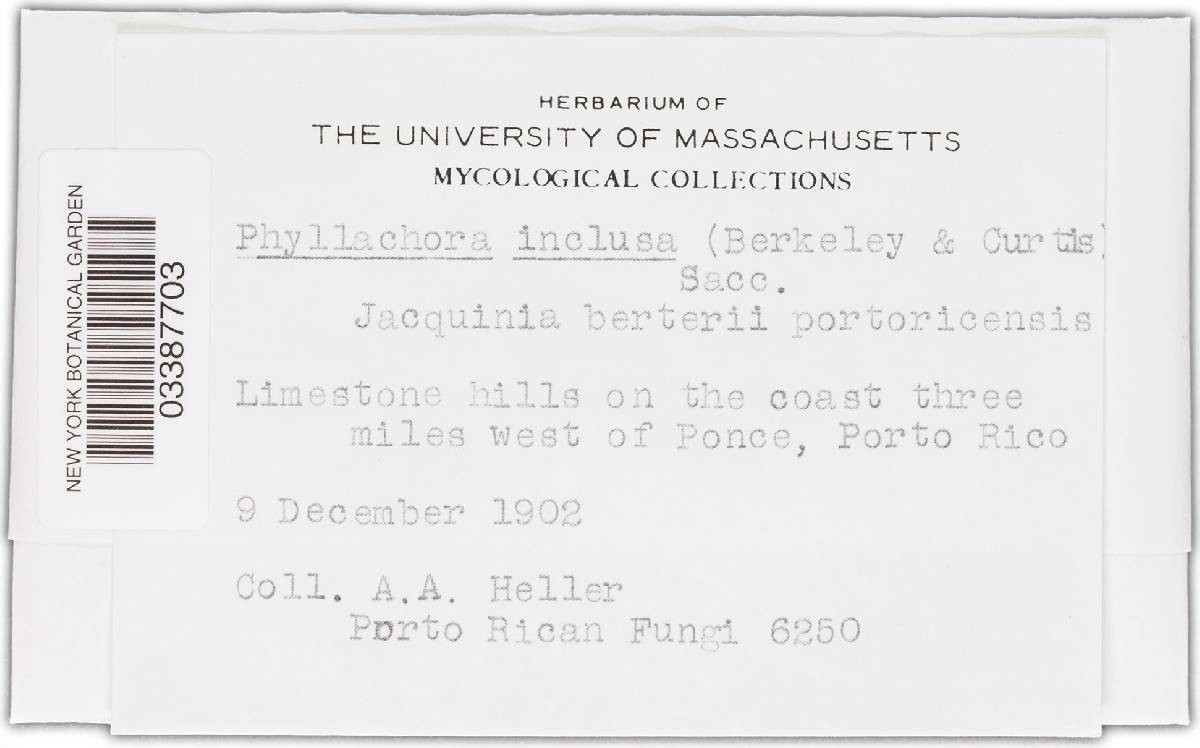 HERBARIUM OF
THE UNIVERSITY OF MASSACHUSETTS
MYCOLOGICAL COLLECTIONS
Phyllachora inclusa (Berkeley & Curtis)
Sacc.
Jacquinia berterii portoricensis
Limestone hills on the coast three
miles west of Ponce, Porto Rico
9 December 1902
Coll. A.A. Heller
Porto Rican Fungi 6250
NEW YORK BOTANICAL GARDEN
03387703